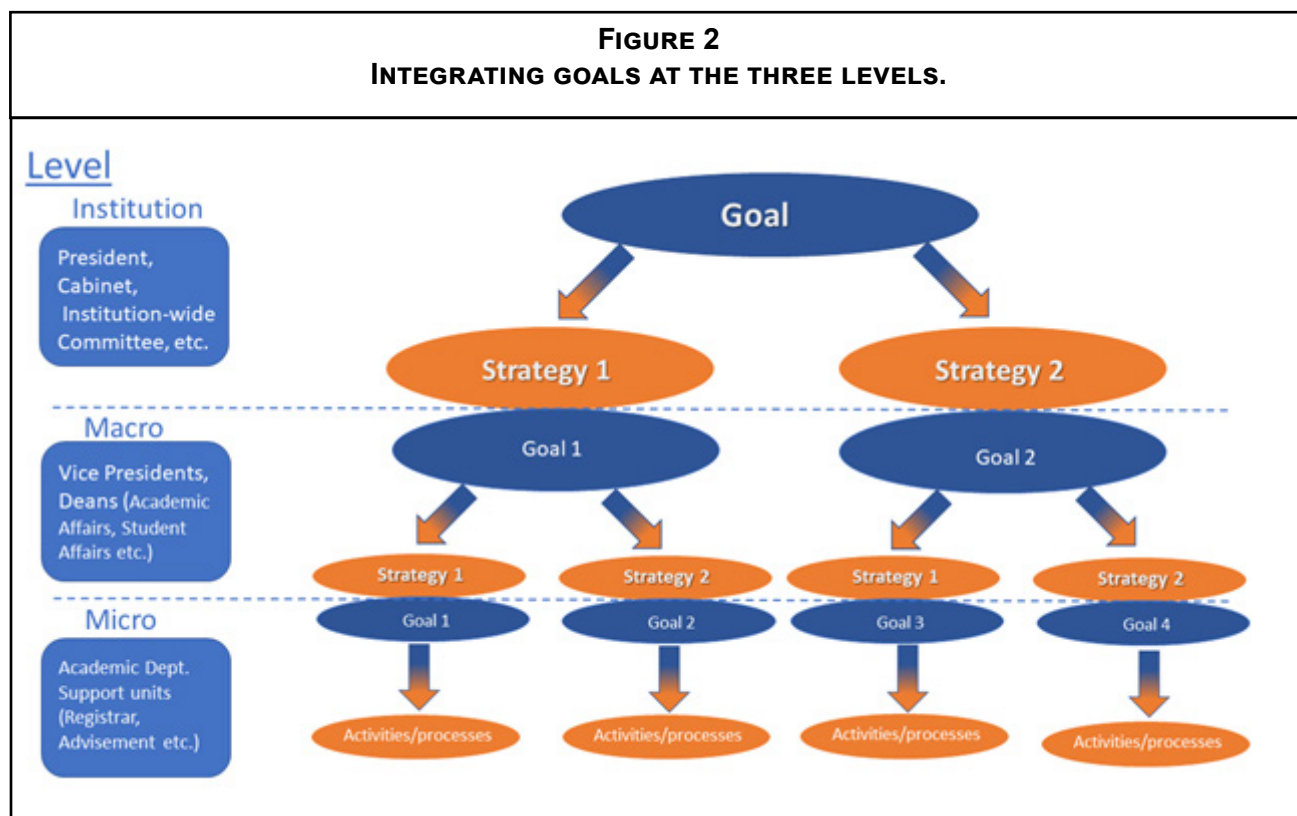 FIGURE 2
INTEGRATING GOALS AT THE THREE LEVELS.
Level
Institution
President,
Cabinet,
Institution-wide
Committee, etc.
Goal
Strategy 1
Strategy 2
Macro
Vice Presidents,
Deans (Academic
Affairs, Student
Affairs etc.)
Goal 1
Goal 2
Strategy 1
Strategy 2
Strategy 1
Strategy 2
Micro
Academic Dept.
Support units
(Registrar,
Advisement etc.)
Goal 1
Goal 2
Goal 3
Goal 4
Activities/processes
Activities/processes
Activities/processes
Activities/processes